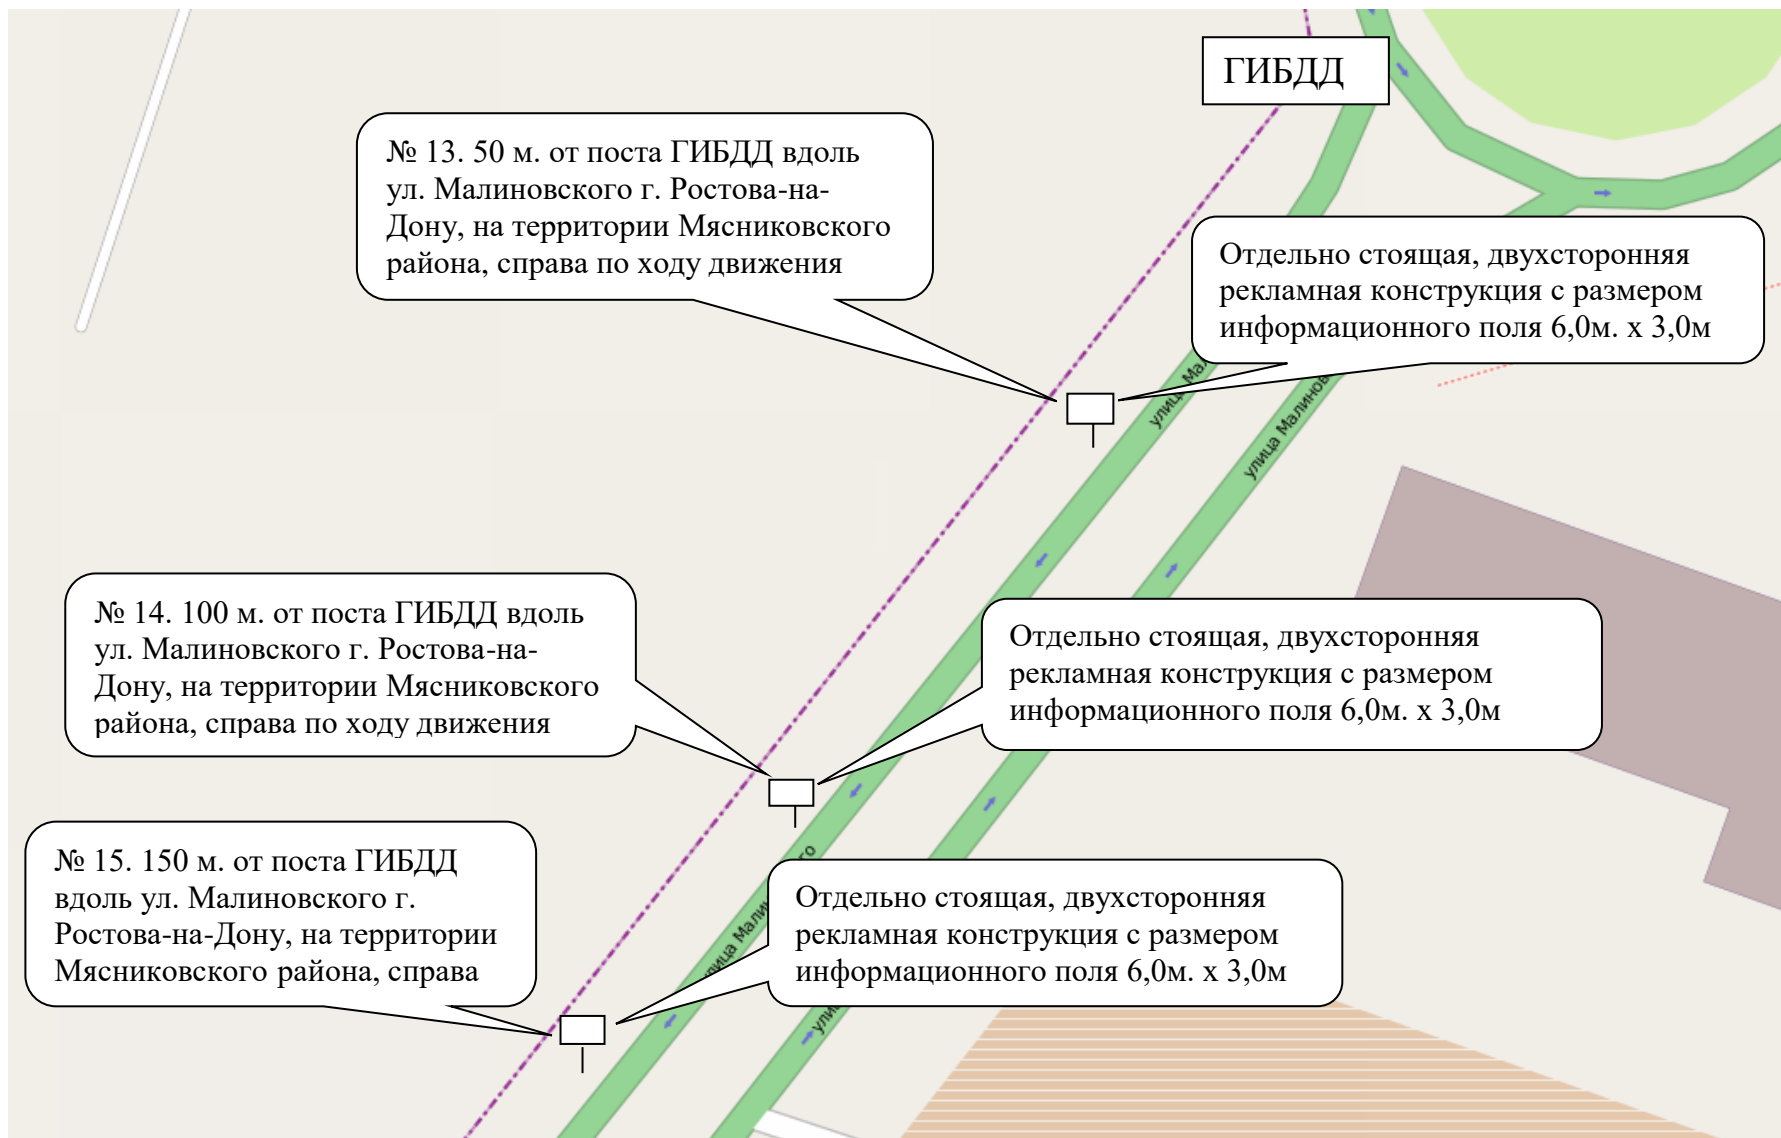 ГИБДД
№ 13. 50 м. от поста ГИБДД вдоль
ул. Малиновского г. Ростова-на-
Дону, на территории Мясниковского
района, справа по ходу движения
Отдельно стоящая, двухсторонняя
рекламная конструкция с размером
информационного поля 6,0м. х 3,0м
улица Мал
улица Малинов
№ 14. 100 м. от поста ГИБДД вдоль
ул. Малиновского г. Ростова-на-
Дону, на территории Мясниковского
района, справа по ходу движения
Отдельно стоящая, двухсторонняя
рекламная конструкция с размером
информационного поля 6,0м. х 3,0м
№ 15. 150 м. от поста ГИБДД
вдоль ул. Малиновского г.
Ростова-на-Дону, на территории
Мясниковского района, справа
Отдельно стоящая, двухсторонняя
рекламная конструкция с размером
информационного поля 6,0м. х 3,0м